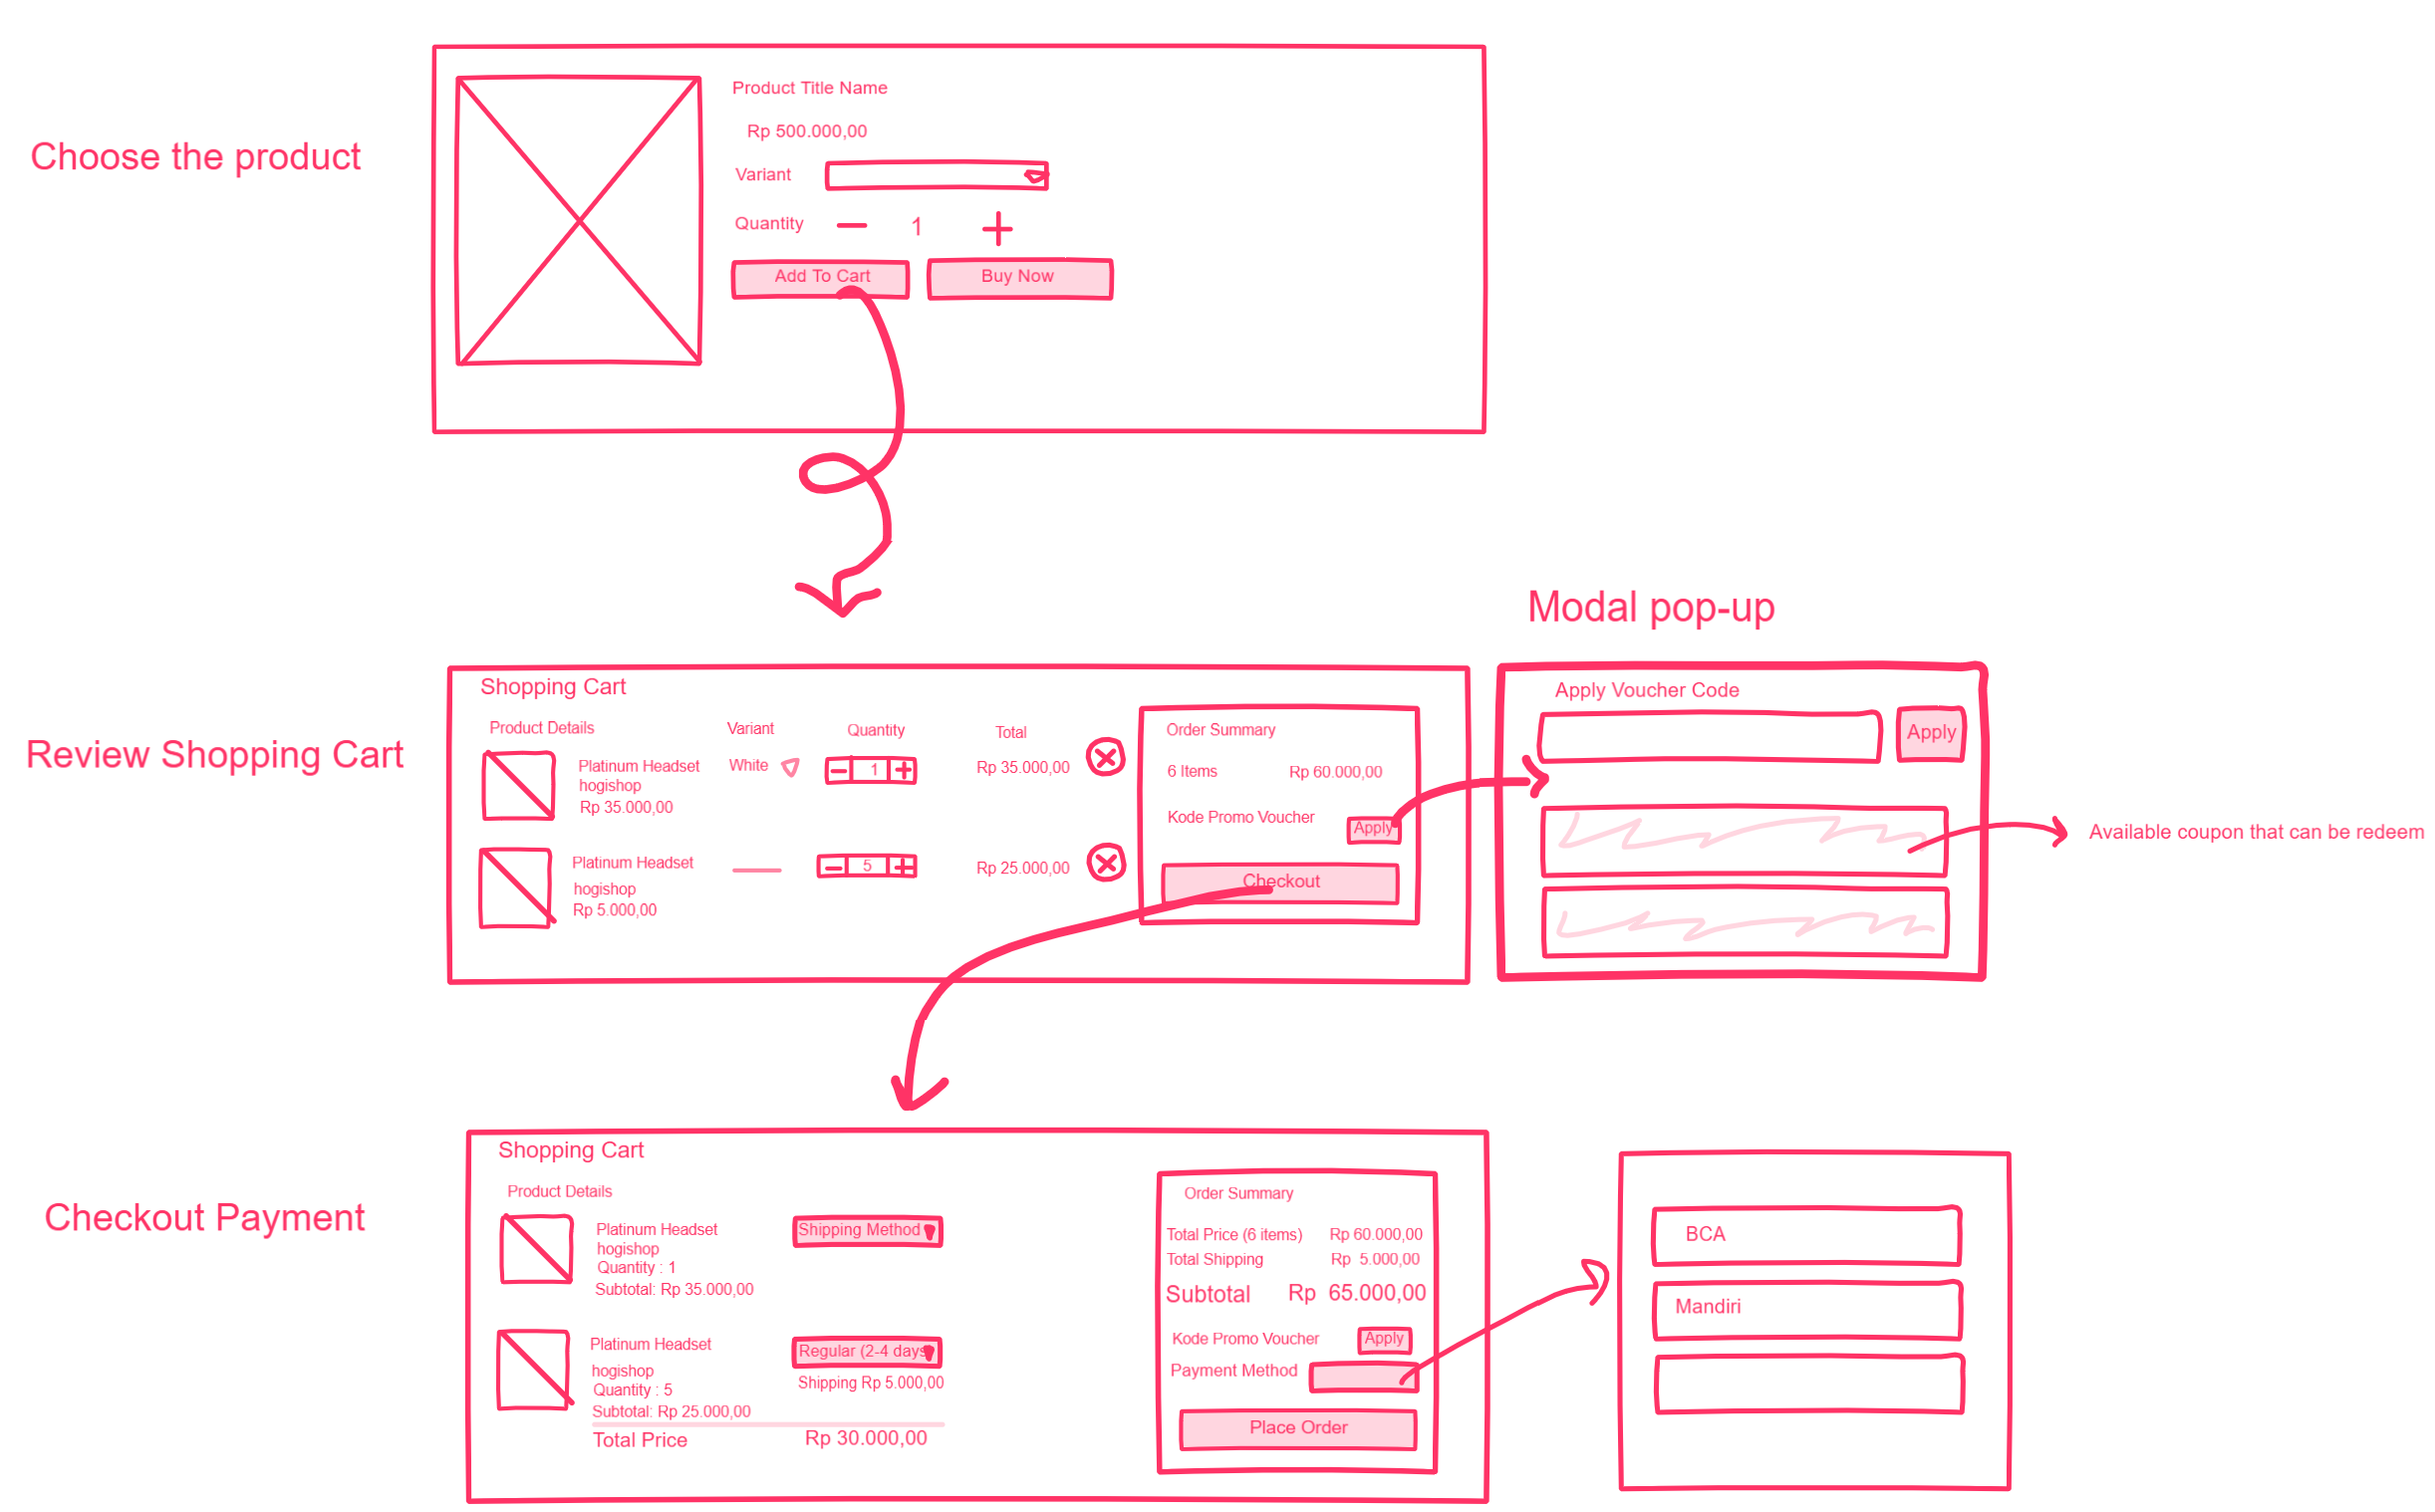 Choose the product
Product Title Name
Rp 500.000,00
Variant
Quantity 1
Add To Cart Buy Now
Review Shopping Cart
Shopping Cart
Product Details Variant Quantity Total
Platinum Headset White 1 Rp 35.000,00
hogishop
Rp 35.000,00
Platinum Headset 5 Rp 25.000,00
hogishop
Rp 5.000,00
Order Summary
6 Items Rp 60.000,00
Kode Promo Voucher Apply
Checkout
Modal pop-up
Apply Voucher Code
Apply
Available coupon that can be redeem
Checkout Payment
Shopping Cart
Product Details
Platinum Headset Shipping Method
hogishop
Quantity : 1
Subtotal: Rp 35.000,00
Platinum Headset Regular (2-4 days
hogishop Shipping Rp 5.000,00
Quantity : 5
Subtotal: Rp 25.000,00
Total Price Rp 30.000,00
Order Summary
Total Price (6 items) Rp 60.000,00
Total Shipping Rp 5.000,00
Subtotal Rp 65.000,00
Kode Promo Voucher Apply
Payment Method
Place Order
BCA
Mandiri